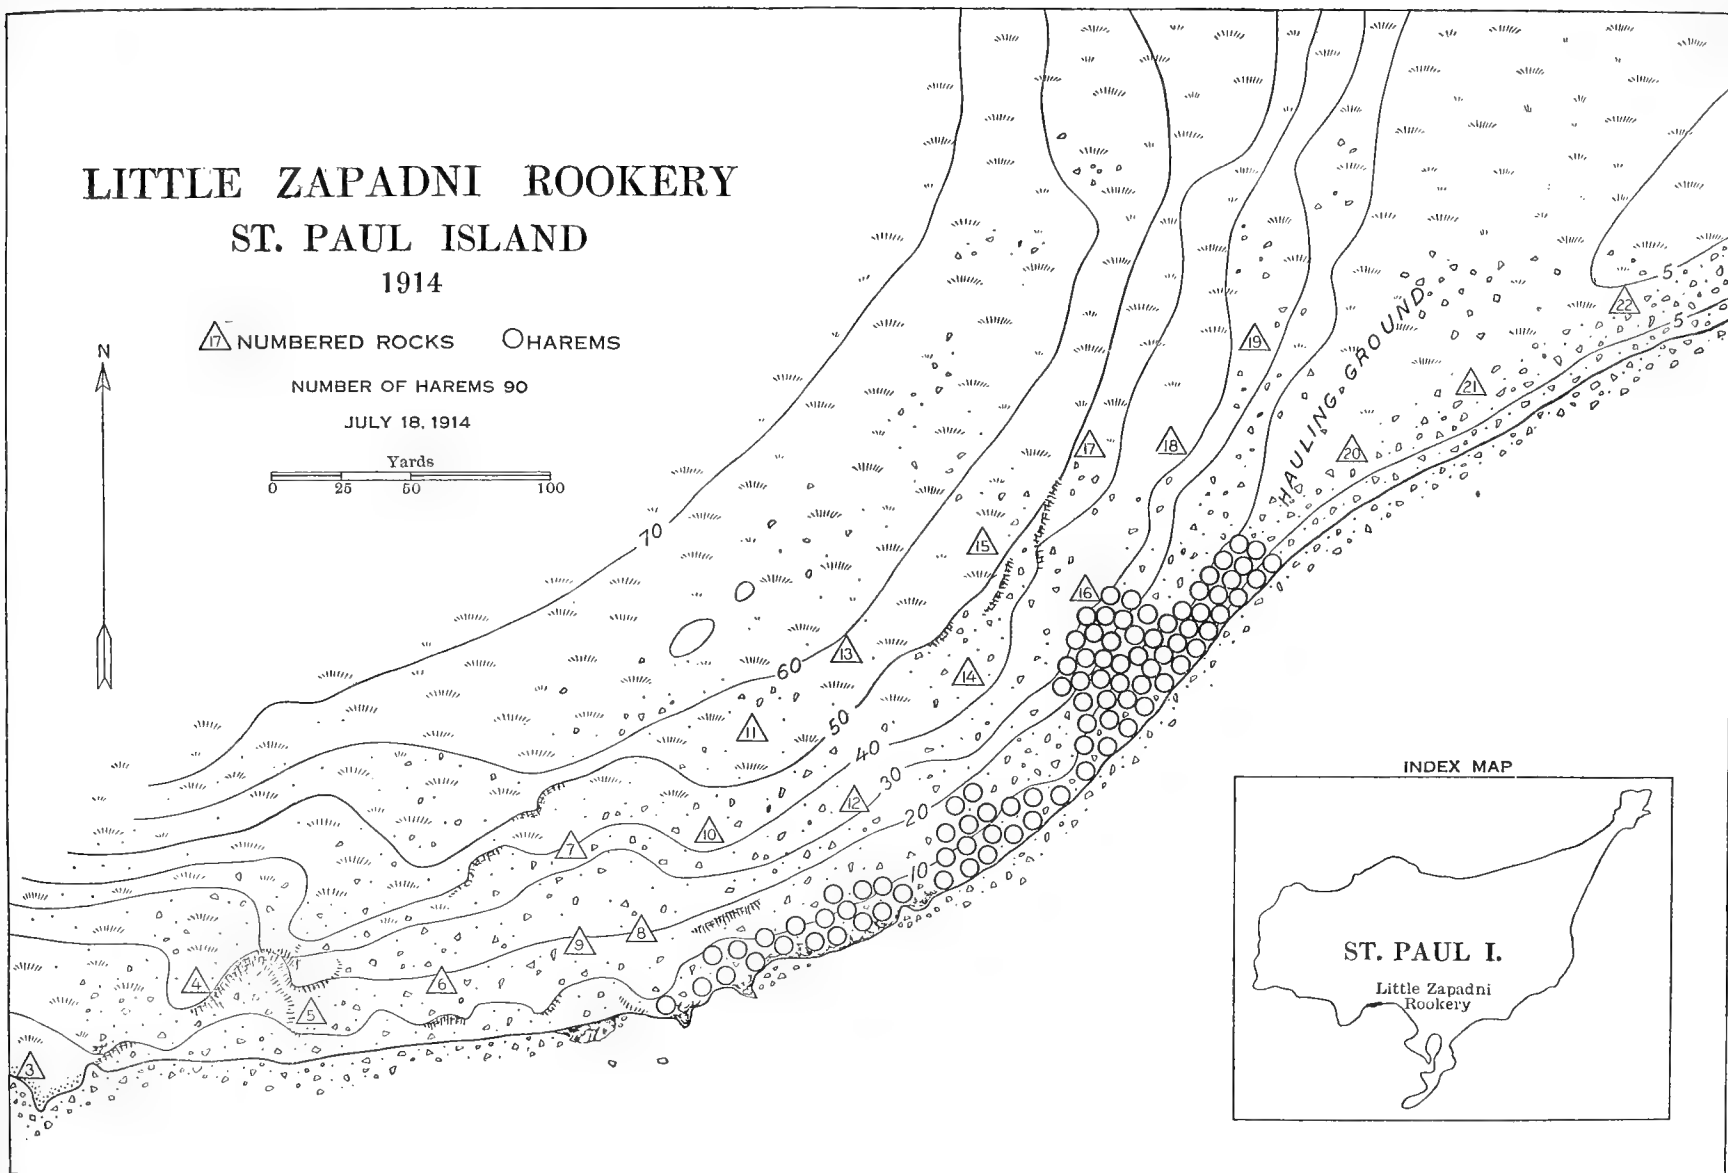 LITTLE ZAPADNI ROOKERY
ST. PAUL ISLAND
1914
17 NUMBERED ROCKS HAREMS
NUMBER OF HAREMS 90
JULY 18, 1914
Yards
0 25 50 100
N
HAULING GROUND
70
60
50
40
30
20
10
5
5
3
4
5
6
7
8
9
10
11
12
13
14
15
16
17
18
19
20
21
22
INDEX MAP
ST. PAUL I.
Little Zapadni
Rookery